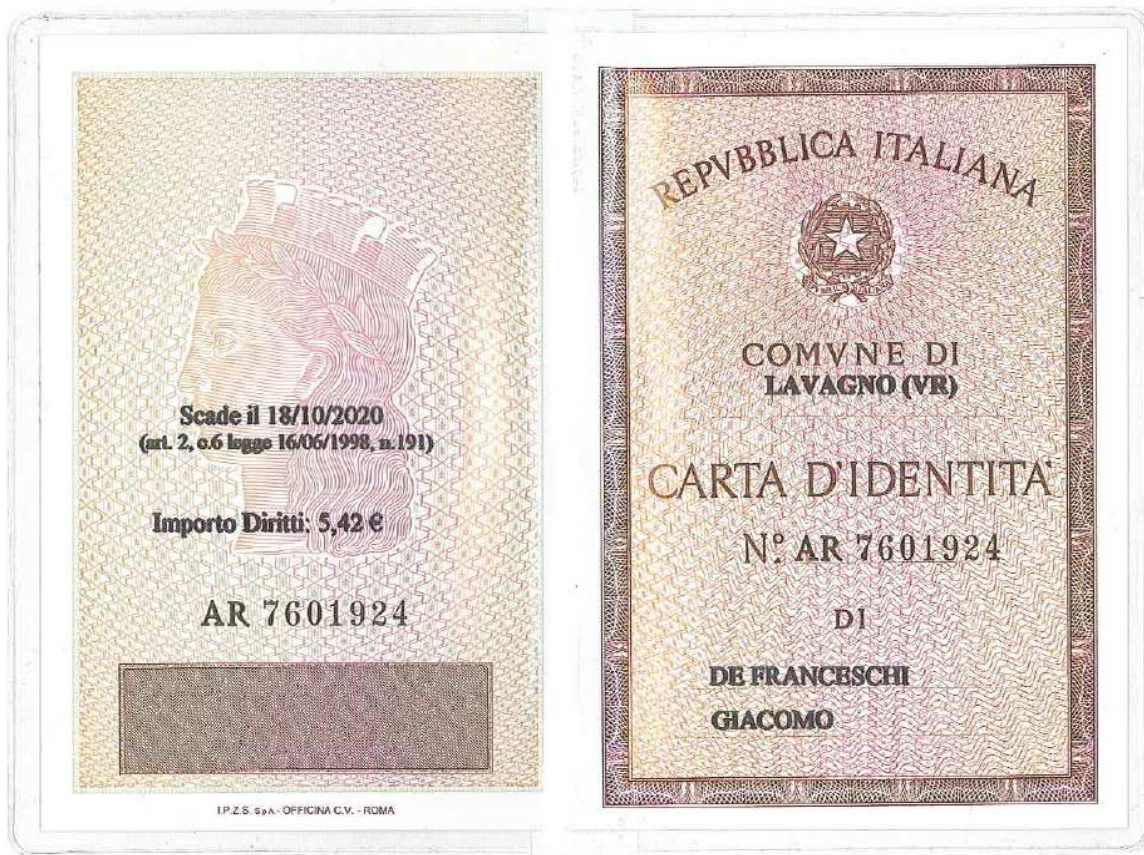 Scade il 18/10/2020
(art. 2, c.6 legge 16/06/1998, n.191)
Importo Diritti: 5,42 €
AR 7601924
I.P.Z.S. S.p.A. - OFFICINA C.V. - ROMA
REPVBBLICA ITALIANA
COMVNE DI
LAVAGNO (VR)
CARTA D'IDENTITA'
Nº AR 7601924
DI
DE FRANCESCHI
GIACOMO